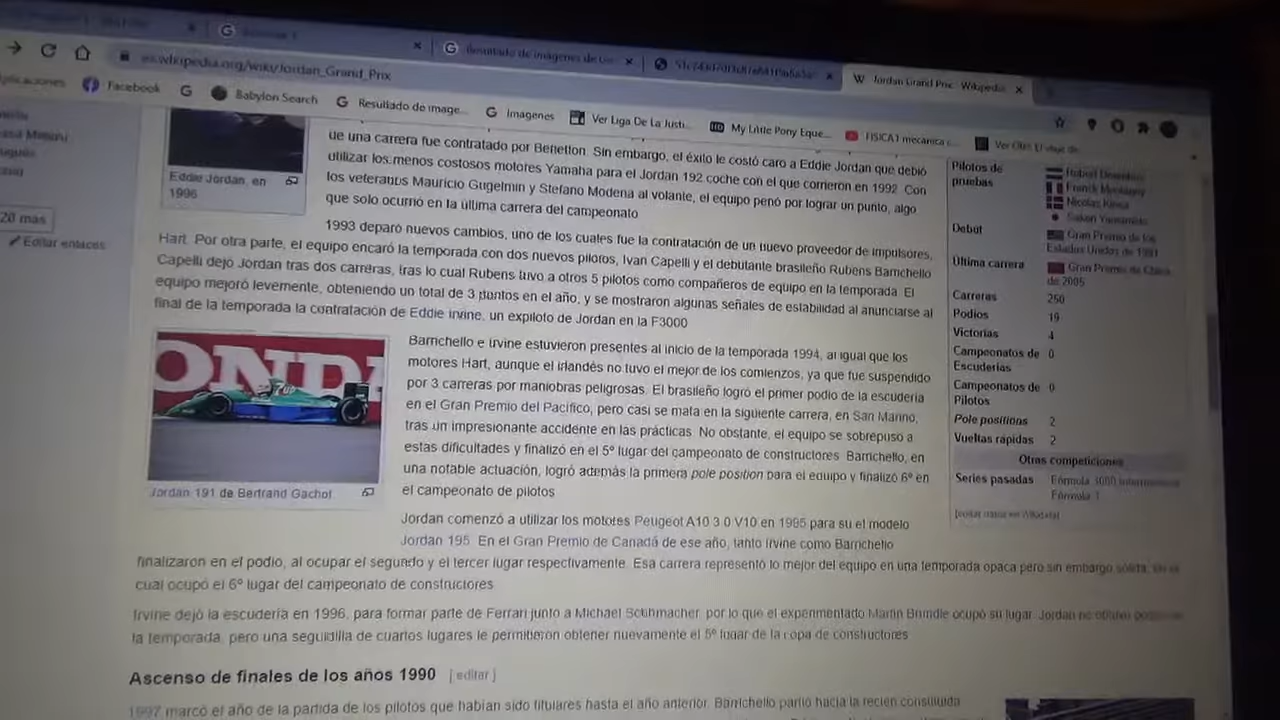 es.wikipedia.org/wiki/Jordan_Grand_Prix
Resultado de imágenes de
Jordan Grand Prix - Wikipedia
Facebook
Babylon Search
Resultado de image...
Imagenes
Ver Liga De La Justi...
My Little Pony Eque...
FISICA1 mecanica c...
20 más
Editar enlaces
Eddie Jordan, en
1996
ue una carrera fue contratado por Benetton. Sin embargo, el éxito le costó caro a Eddie Jordan que debió
utilizar los menos costosos motores Yamaha para el Jordan 192 coche con el que corrieron en 1992. Con
los veteranos Mauricio Gugelmin y Stefano Modena al volante, el equipo penó por lograr un punto, algo
que solo ocurrió en la última carrera del campeonato
1993 deparó nuevos cambios, uno de los cuales fue la contratación de un nuevo proveedor de impulsores,
Hart. Por otra parte, el equipo encaró la temporada con dos nuevos pilotos, Ivan Capelli y el debutante brasileño Rubens Barrichello
Capelli dejó Jordan tras dos carreras, tras lo cual Rubens tuvo a otros 5 pilotos como compañeros de equipo en la temporada. El
equipo mejoró levemente, obteniendo un total de 3 puntos en el año, y se mostraron algunas señales de estabilidad al anunciarse al
final de la temporada la contratación de Eddie Irvine, un expiloto de Jordan en la F3000
ONDA
Jordan 191 de Bertrand Gachot.
Barrichello e Irvine estuvieron presentes al inicio de la temporada 1994, al igual que los
motores Hart, aunque el irlandés no tuvo el mejor de los comienzos, ya que fue suspendido
por 3 carreras por maniobras peligrosas. El brasileño logró el primer podio de la escudería
en el Gran Premio del Pacífico, pero casi se mata en la siguiente carrera, en San Marino,
tras un impresionante accidente en las prácticas. No obstante, el equipo se sobrepuso a
estas dificultades y finalizó en el 5º lugar del campeonato de constructores. Barrichello, en
una notable actuación, logró además la primera pole position para el equipo y finalizó 6º en
el campeonato de pilotos
Jordan comenzó a utilizar los motores Peugeot A10 3.0 V10 en 1995 para su el modelo
Jordan 195. En el Gran Premio de Canadá de ese año, tanto Irvine como Barrichello
finalizaron en el podio, al ocupar el segundo y el tercer lugar respectivamente. Esa carrera representó lo mejor del equipo en una temporada opaca pero sin embargo sólida, en la
cual ocupó el 6º lugar del campeonato de constructores
Irvine dejó la escudería en 1996, para formar parte de Ferrari junto a Michael Schumacher, por lo que el experimentado Martin Brundle ocupó su lugar. Jordan no obtuvo
la temporada, pero una seguidilla de cuartos lugares le permitieron obtener nuevamente el 5º lugar de la copa de constructores
Ascenso de finales de los años 1990 [ editar ]
1997 marcó el año de la partida de los pilotos que habían sido titulares hasta el año anterior. Barrichello partió hacia la recién constituida
Pilotos de
pruebas
Robert Doornbos
Franck Montagny
Nicolas Kiesa
Sakon Yamamoto
Debut
Gran Premio de los
Estados Unidos de 1991
Última carrera
Gran Premio de China
de 2005
Carreras 250
Podios 19
Victorias 4
Campeonatos de 0
Escuderías
Campeonatos de 0
Pilotos
Pole positions 2
Vueltas rápidas 2
Otras competiciones
Series pasadas Fórmula 3000 internacional
Fórmula 3
[editar datos en Wikidata]